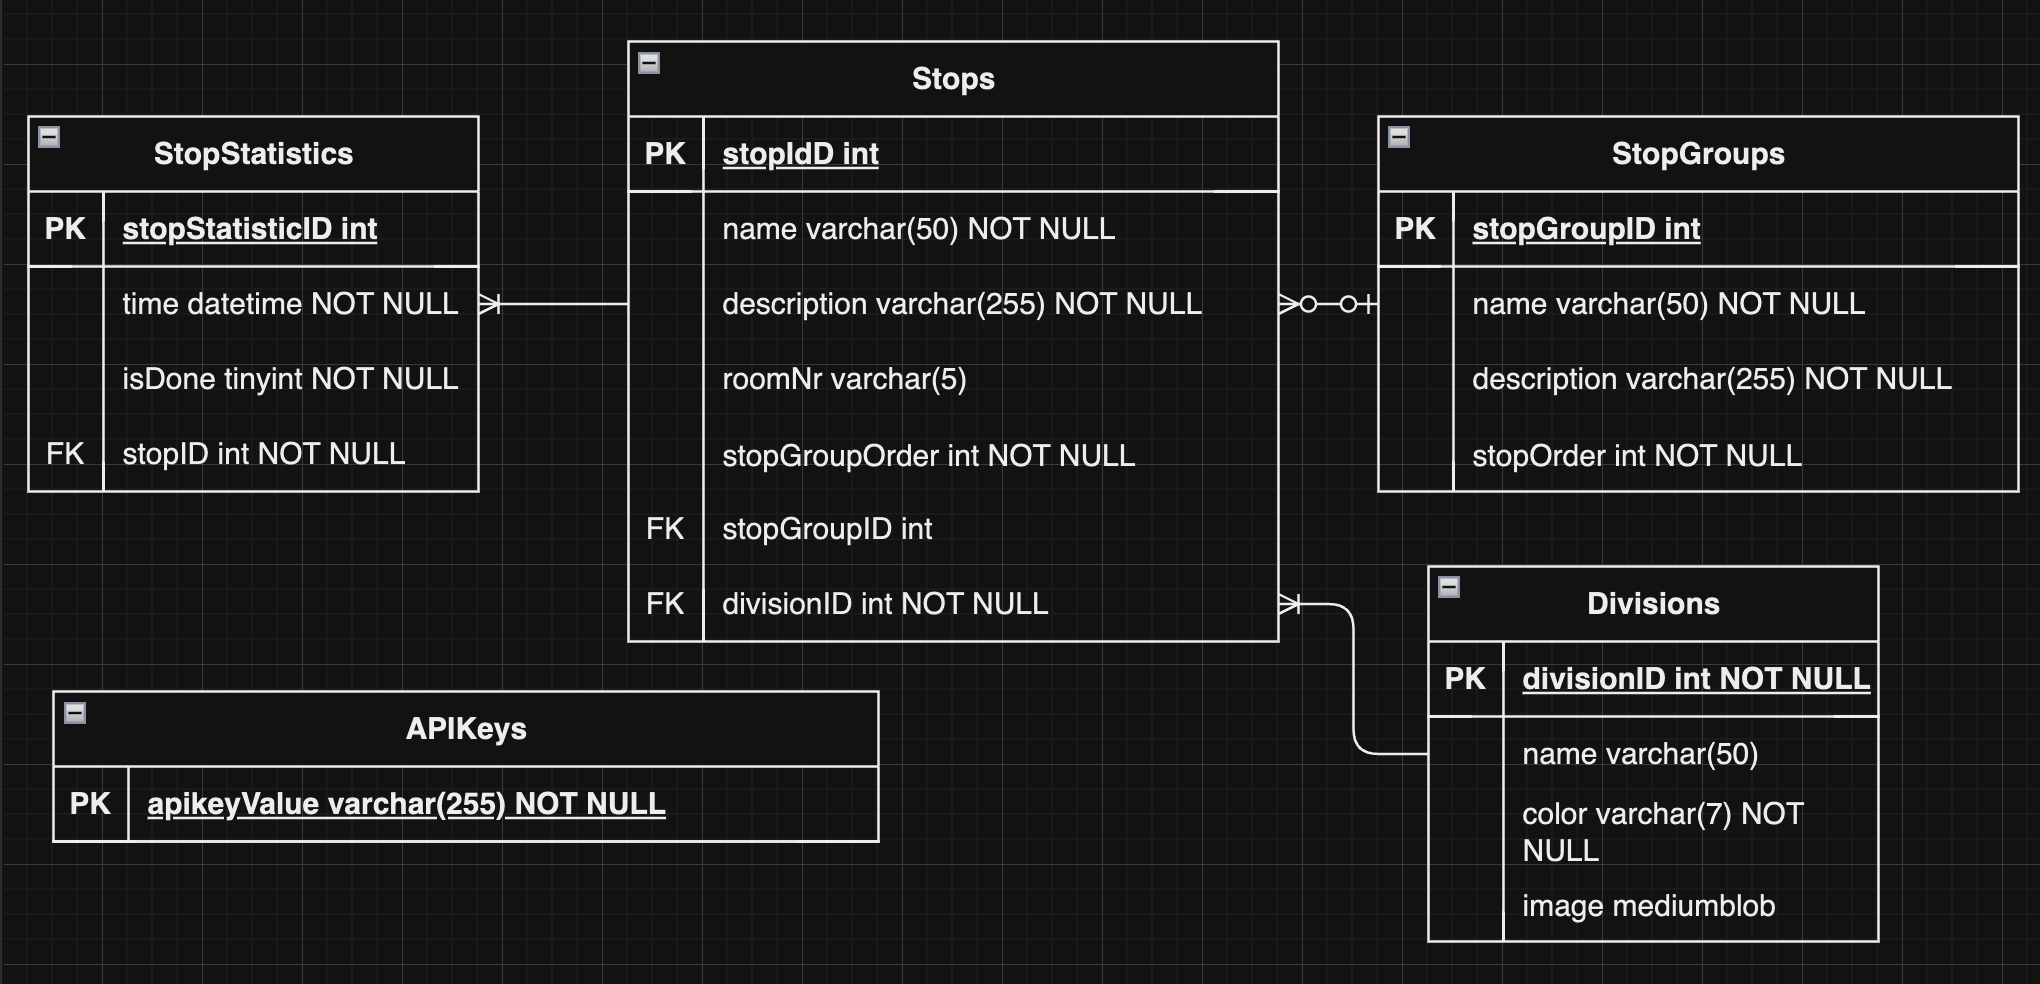 StopStatistics
PK stopStatisticID int
time datetime NOT NULL
isDone tinyint NOT NULL
FK stopID int NOT NULL
Stops
PK stopIdD int
name varchar(50) NOT NULL
description varchar(255) NOT NULL
roomNr varchar(5)
stopGroupOrder int NOT NULL
FK stopGroupID int
FK divisionID int NOT NULL
StopGroups
PK stopGroupID int
name varchar(50) NOT NULL
description varchar(255) NOT NULL
stopOrder int NOT NULL
APIKeys
PK apikeyValue varchar(255) NOT NULL
Divisions
PK divisionID int NOT NULL
name varchar(50)
color varchar(7) NOT
NULL
image mediumblob